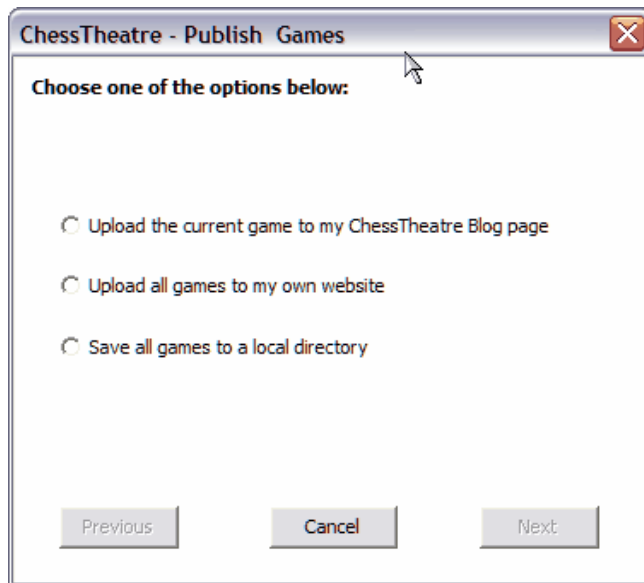 ChessTheatre - Publish Games
Choose one of the options below:
Upload the current game to my ChessTheatre Blog page
Upload all games to my own website
Save all games to a local directory
Previous Cancel Next